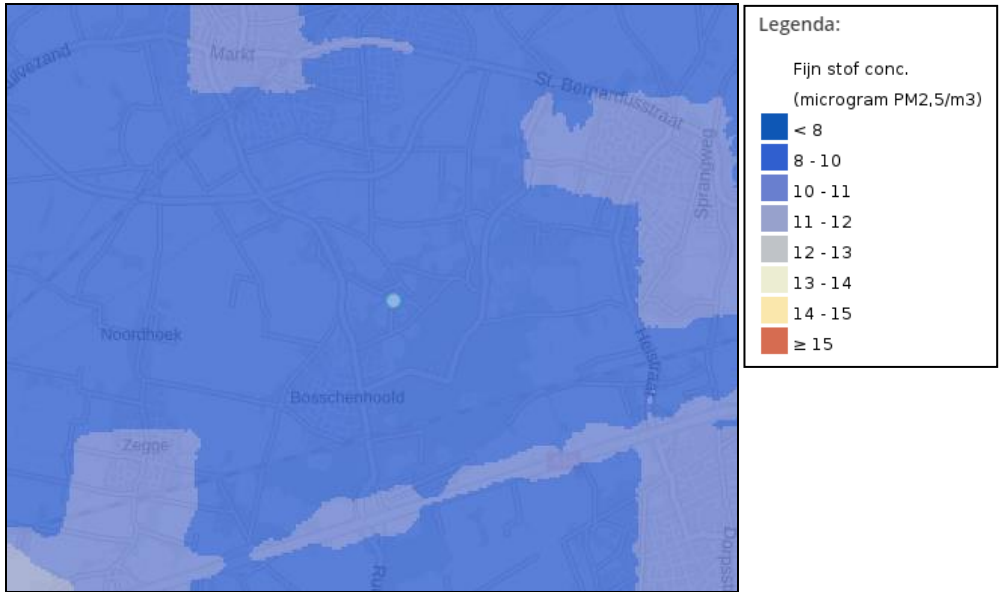 Markt
St. Bernardusstraat
Sprangweg
Noordhoek
Heistraat
Bosschenhoofd
Zegge
Legenda:
Fijn stof conc.
(microgram PM2,5/m3)
< 8
8 - 10
10 - 11
11 - 12
12 - 13
13 - 14
14 - 15
≥ 15